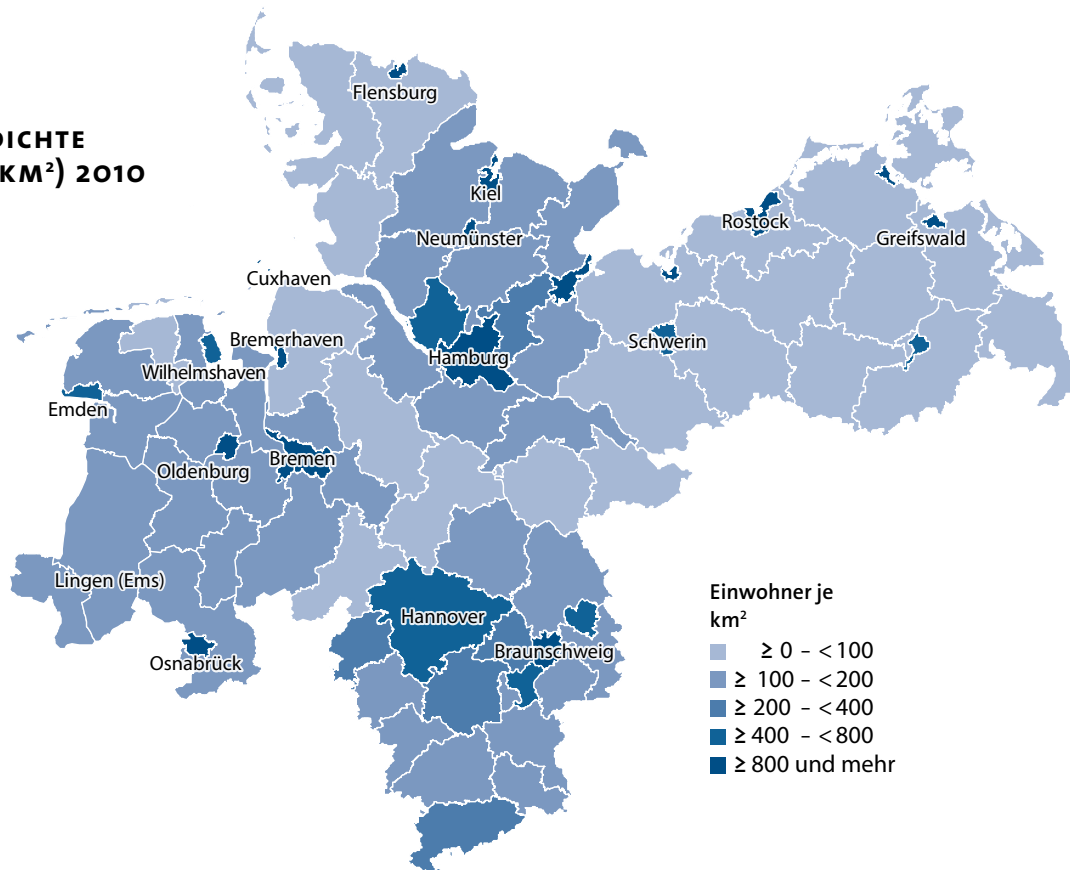 DICHTE
KM²) 2010
Flensburg
Kiel
Neumünster
Rostock
Greifswald
Cuxhaven
Bremerhaven
Hamburg
Schwerin
Wilhelmshaven
Emden
Oldenburg
Bremen
Lingen (Ems)
Hannover
Braunschweig
Osnabrück
Einwohner je
km²
≥ 0 – < 100
≥ 100 – < 200
≥ 200 – < 400
≥ 400 – < 800
≥ 800 und mehr